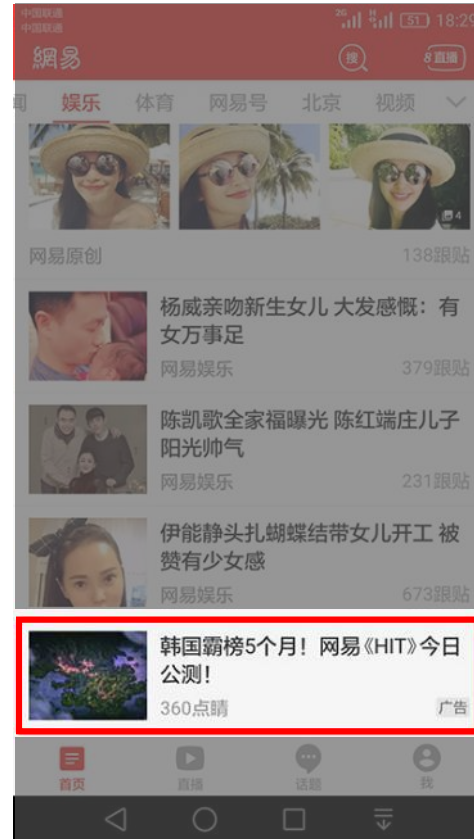 中国联通
中国联通
2G 51 18:29
網易 搜 8直播
闻 娱乐 体育 网易号 北京 视频
4
网易原创 138跟贴
杨威亲吻新生女儿 大发感慨：有
女万事足
网易娱乐 379跟贴
陈凯歌全家福曝光 陈红端庄儿子
阳光帅气
网易娱乐 231跟贴
伊能静头扎蝴蝶结带女儿开工 被
赞有少女感
网易娱乐 673跟贴
韩国霸榜5个月！网易《HIT》今日
公测！
360点睛 广告
首页 直播 话题 我